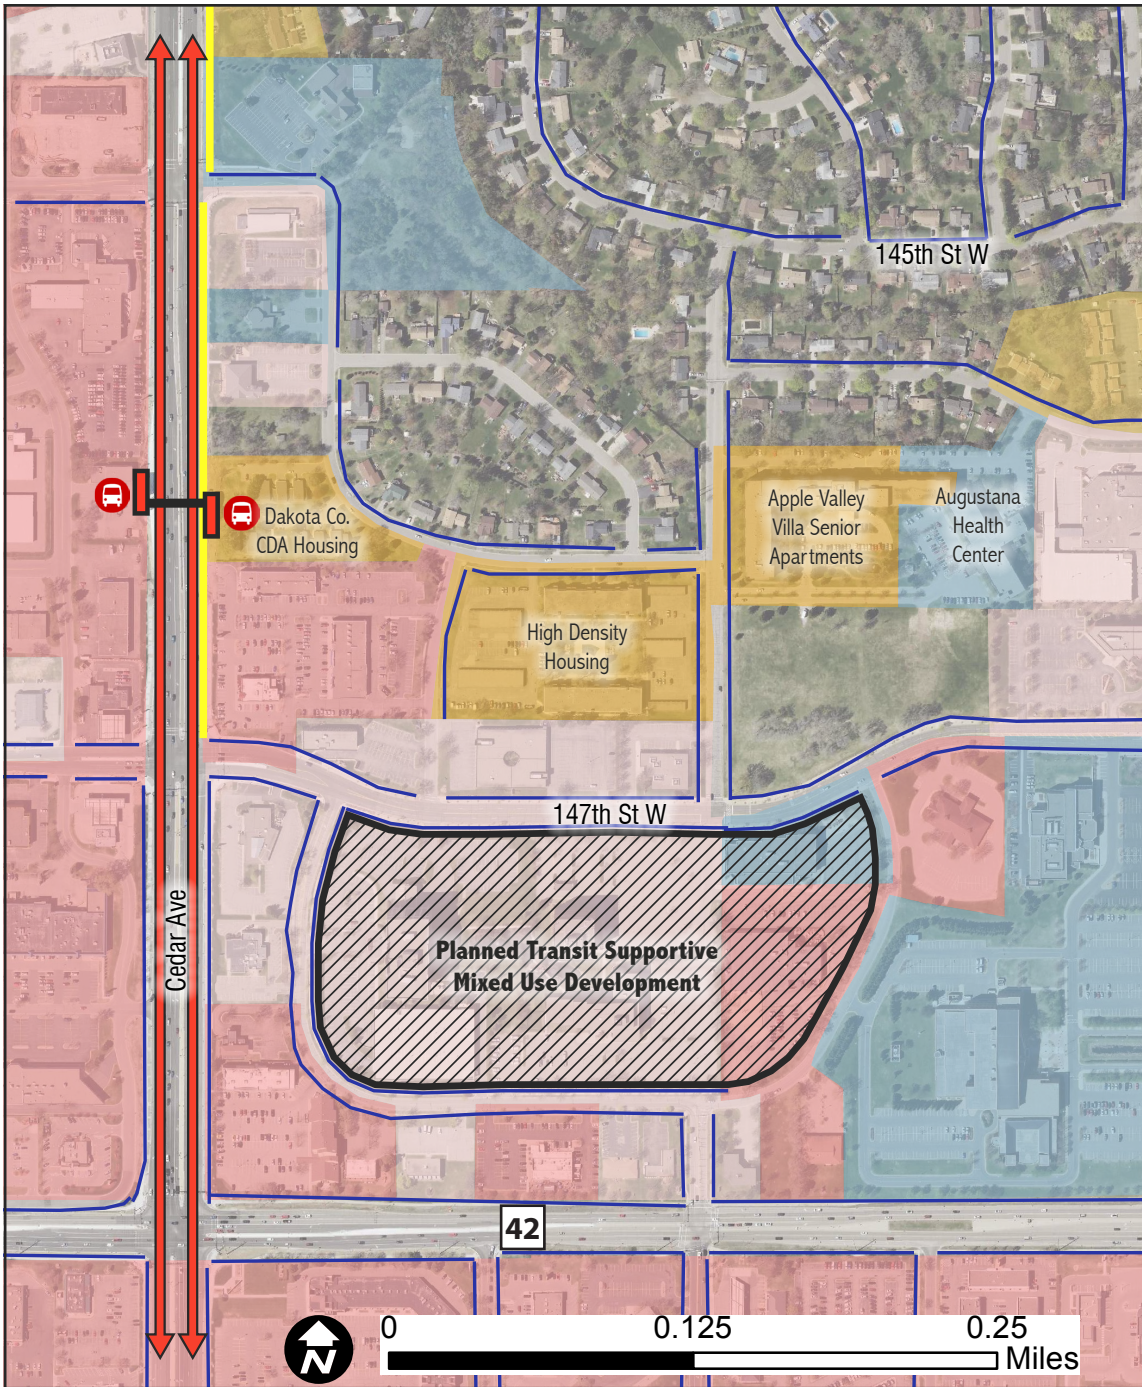 145th St W
Apple Valley
Villa Senior
Apartments
Augustana
Health
Center
Dakota Co.
CDA Housing
High Density
Housing
147th St W
Cedar Ave
Planned Transit Supportive
Mixed Use Development
42
N
0 0.125 0.25
Miles